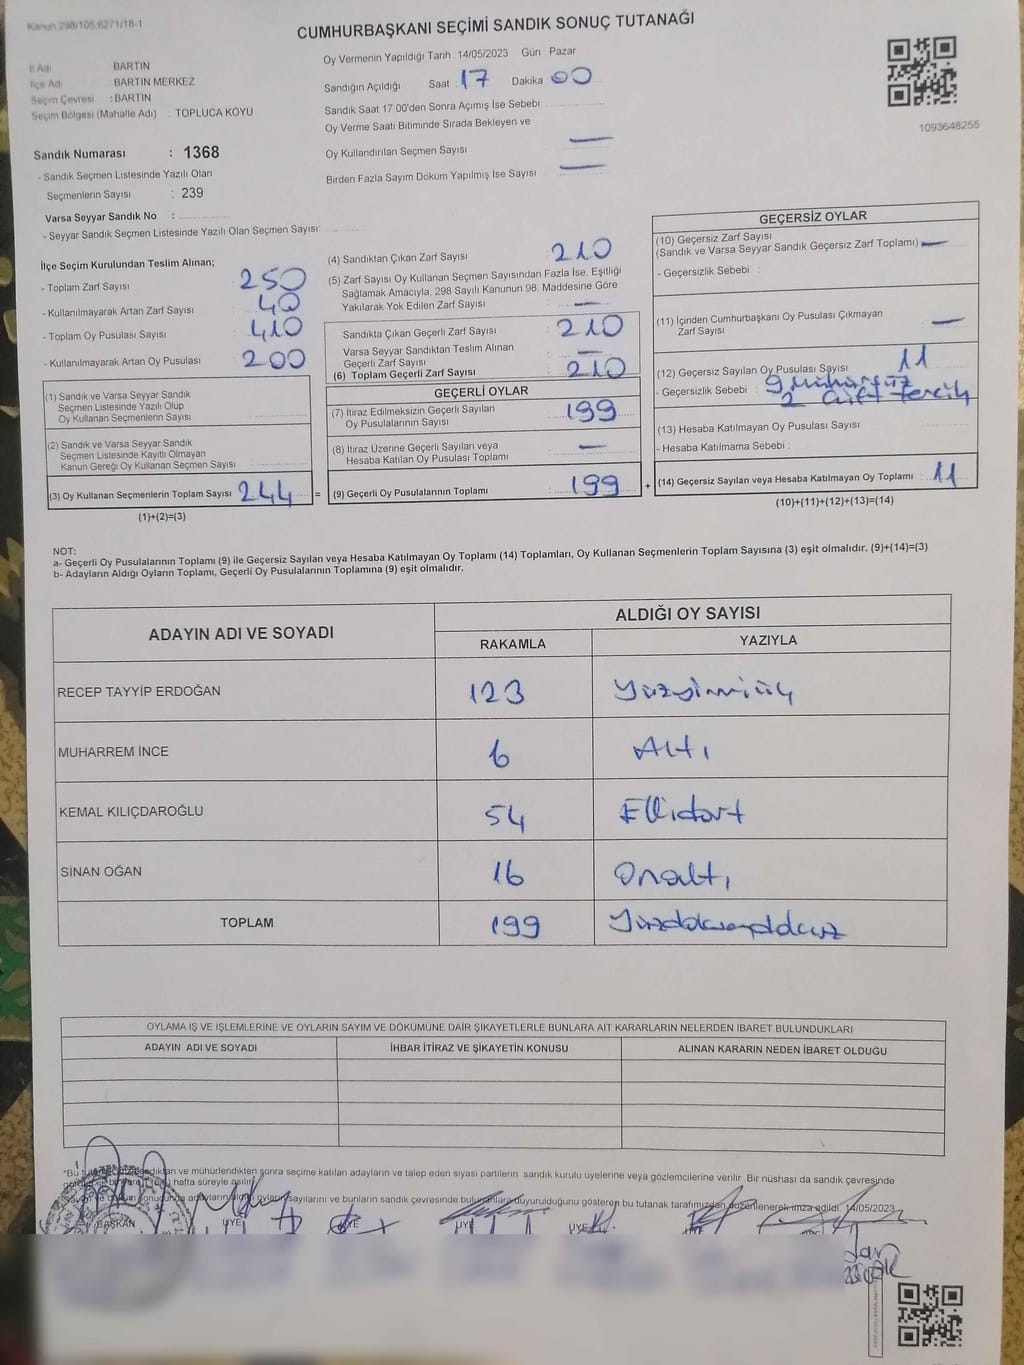 Kanun 298/105;6271/18-1
CUMHURBAŞKANI SEÇİMİ SANDIK SONUÇ TUTANAĞI
İl Adı BARTIN
İlçe Adı BARTIN MERKEZ
Seçim Çevresi : BARTIN
Seçim Bölgesi (Mahalle Adı) : TOPLUCA KOYU
Sandık Numarası : 1368
- Sandık Seçmen Listesinde Yazılı Olan
Seçmenlerin Sayısı : 239
Varsa Seyyar Sandık No :
- Seyyar Sandık Seçmen Listesinde Yazılı Olan Seçmen Sayısı:
Oy Vermenin Yapıldığı Tarih :14/05/2023 Gün Pazar
Sandığın Açıldığı Saat : 17 Dakika 00
Sandık Saat 17 00'den Sonra Açımış İse Sebebi
Oy Verme Saati Bitiminde Sırada Bekleyen ve
Oy Kullandırılan Seçmen Sayısı —
Birden Fazla Sayım Döküm Yapılmış İse Sayısı —
1093648255
İlçe Seçim Kurulundan Teslim Alınan;
- Toplam Zarf Sayısı : 250
- Kullanılmayarak Artan Zarf Sayısı : 40
- Toplam Oy Pusulası Sayısı : 410
- Kullanılmayarak Artan Oy Pusulası : 200
(1) Sandık ve Varsa Seyyar Sandık
Seçmen Listesinde Yazılı Olup
Oy Kullanan Seçmenlerin Sayısı
(2) Sandık ve Varsa Seyyar Sandık
Seçmen Listesinde Kayıtlı Olmayan
Kanun Gereği Oy Kullanan Seçmen Sayısı
(3) Oy Kullanan Seçmenlerin Toplam Sayısı 244 =
(1)+(2)=(3)
(4) Sandıktan Çıkan Zarf Sayısı : 210
(5) Zarf Sayısı Oy Kullanan Seçmen Sayısından Fazla İse, Eşitliği
Sağlamak Amacıyla; 298 Sayılı Kanunun 98. Maddesine Göre
Yakılarak Yok Edilen Zarf Sayısı : —
Sandıkta Çıkan Geçerli Zarf Sayısı : 210
Varsa Seyyar Sandıktan Teslim Alınan
Geçerli Zarf Sayısı : —
(6) Toplam Geçerli Zarf Sayısı : 210
GEÇERLİ OYLAR
(7) İtiraz Edilmeksizin Geçerli Sayılan
Oy Pusulalarının Sayısı : 199
(8) İtiraz Üzerine Geçerli Sayılan veya
Hesaba Katılan Oy Pusulası Toplamı : —
(9) Geçerli Oy Pusulalarının Toplamı : 199 +
GEÇERSİZ OYLAR
(10) Geçersiz Zarf Sayısı
(Sandık ve Varsa Seyyar Sandık Geçersiz Zarf Toplamı) —
- Geçersizlik Sebebi :
(11) İçinden Cumhurbaşkanı Oy Pusulası Çıkmayan
Zarf Sayısı —
(12) Geçersiz Sayılan Oy Pusulası Sayısı 11
- Geçersizlik Sebebi : 9 Mühürsüz
2 Çift tercih
(13) Hesaba Katılmayan Oy Pusulası Sayısı
- Hesaba Katılmama Sebebi :
(14) Geçersiz Sayılan veya Hesaba Katılmayan Oy Toplamı : 11
(10)+(11)+(12)+(13)=(14)
NOT:
a- Geçerli Oy Pusulalarının Toplamı (9) ile Geçersiz Sayılan veya Hesaba Katılmayan Oy Toplamı (14) Toplamları, Oy Kullanan Seçmenlerin Toplam Sayısına (3) eşit olmalıdır. (9)+(14)=(3)
b- Adayların Aldığı Oyların Toplamı, Geçerli Oy Pusulalarının Toplamına (9) eşit olmalıdır.
ADAYIN ADI VE SOYADI ALDIĞI OY SAYISI
RAKAMLA YAZIYLA
RECEP TAYYİP ERDOĞAN 123 Yüzyirmiüç
MUHARREM İNCE 6 Altı
KEMAL KILIÇDAROĞLU 54 Ellidört
SİNAN OĞAN 16 Onaltı
TOPLAM 199 Yüzdoksandokuz
OYLAMA İŞ VE İŞLEMLERİNE VE OYLARIN SAYIM VE DÖKÜMÜNE DAİR ŞİKAYETLERLE BUNLARA AİT KARARLARIN NELERDEN İBARET BULUNDUKLARI
ADAYIN ADI VE SOYADI İHBAR İTİRAZ VE ŞİKAYETİN KONUSU ALINAN KARARIN NEDEN İBARET OLDUĞU
ve mühürlendikten sonra seçime katılan adayların ve talep eden siyasi partilerin sandık kurulu üyelerine veya gözlemcilerine verilir. Bir nüshası da sandık çevresinde
hafta süreyle asılır.
sayılarını ve bunların sandık çevresinde duyurulduğunu gösteren bu tutanak tarafımızdan düzenlenerek imza edildi. 14/05/2023
BAŞKAN ÜYE ÜYE ÜYE ÜYE